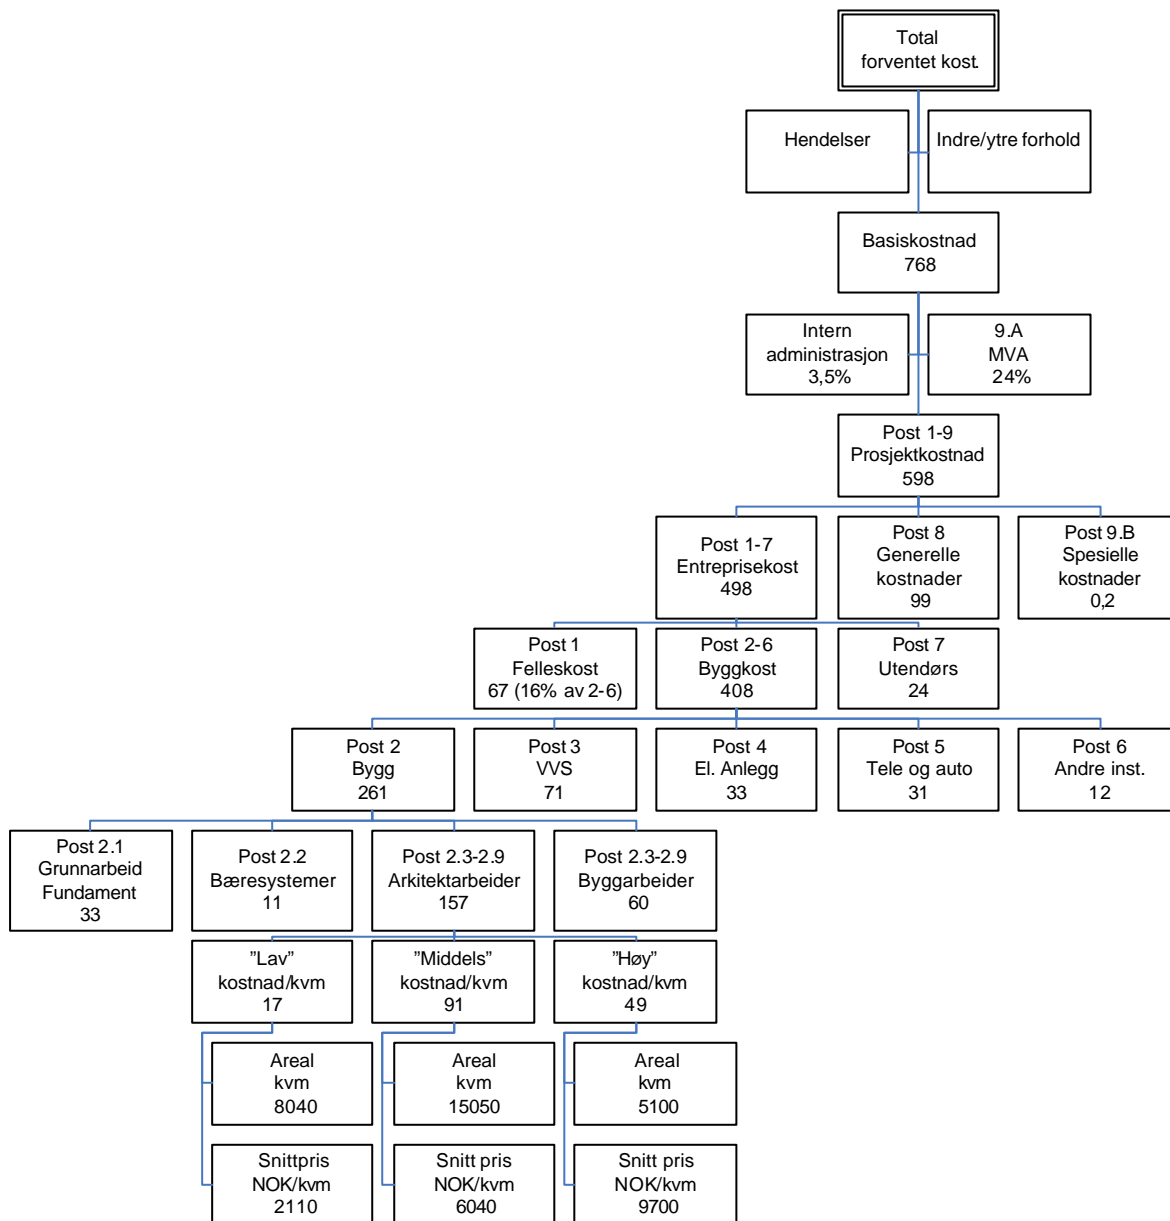 Total
forventet kost.
Hendelser
Indre/ytre forhold
Basiskostnad
768
Intern
administrasjon
3,5%
9.A
MVA
24%
Post 1-9
Prosjektkostnad
598
Post 1-7
Entreprisekost
498
Post 8
Generelle
kostnader
99
Post 9.B
Spesielle
kostnader
0,2
Post 1
Felleskost
67 (16% av 2-6)
Post 2-6
Byggkost
408
Post 7
Utendørs
24
Post 2
Bygg
261
Post 3
VVS
71
Post 4
El. Anlegg
33
Post 5
Tele og auto
31
Post 6
Andre inst.
12
Post 2.1
Grunnarbeid
Fundament
33
Post 2.2
Bæresystemer
11
Post 2.3-2.9
Arkitektarbeider
157
Post 2.3-2.9
Byggarbeider
60
”Lav”
kostnad/kvm
17
”Middels”
kostnad/kvm
91
”Høy”
kostnad/kvm
49
Areal
kvm
8040
Areal
kvm
15050
Areal
kvm
5100
Snittpris
NOK/kvm
2110
Snitt pris
NOK/kvm
6040
Snitt pris
NOK/kvm
9700